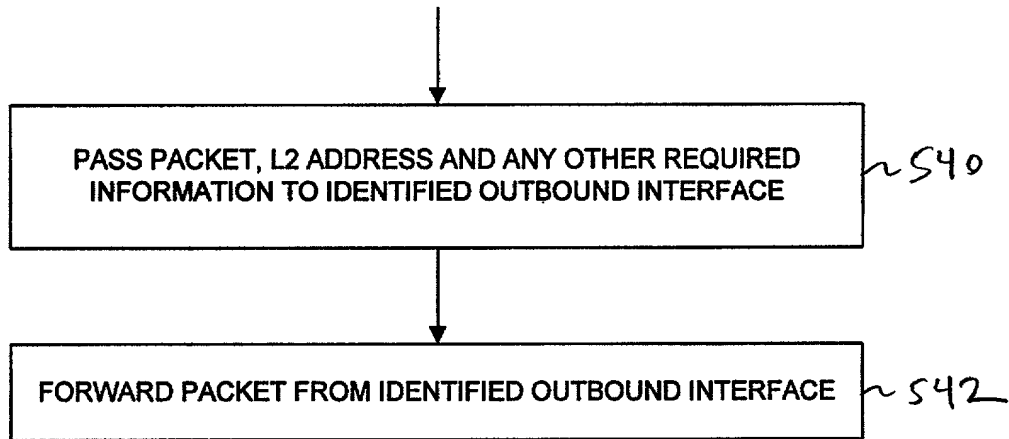 PASS PACKET, L2 ADDRESS AND ANY OTHER REQUIRED
INFORMATION TO IDENTIFIED OUTBOUND INTERFACE
540
FORWARD PACKET FROM IDENTIFIED OUTBOUND INTERFACE
542